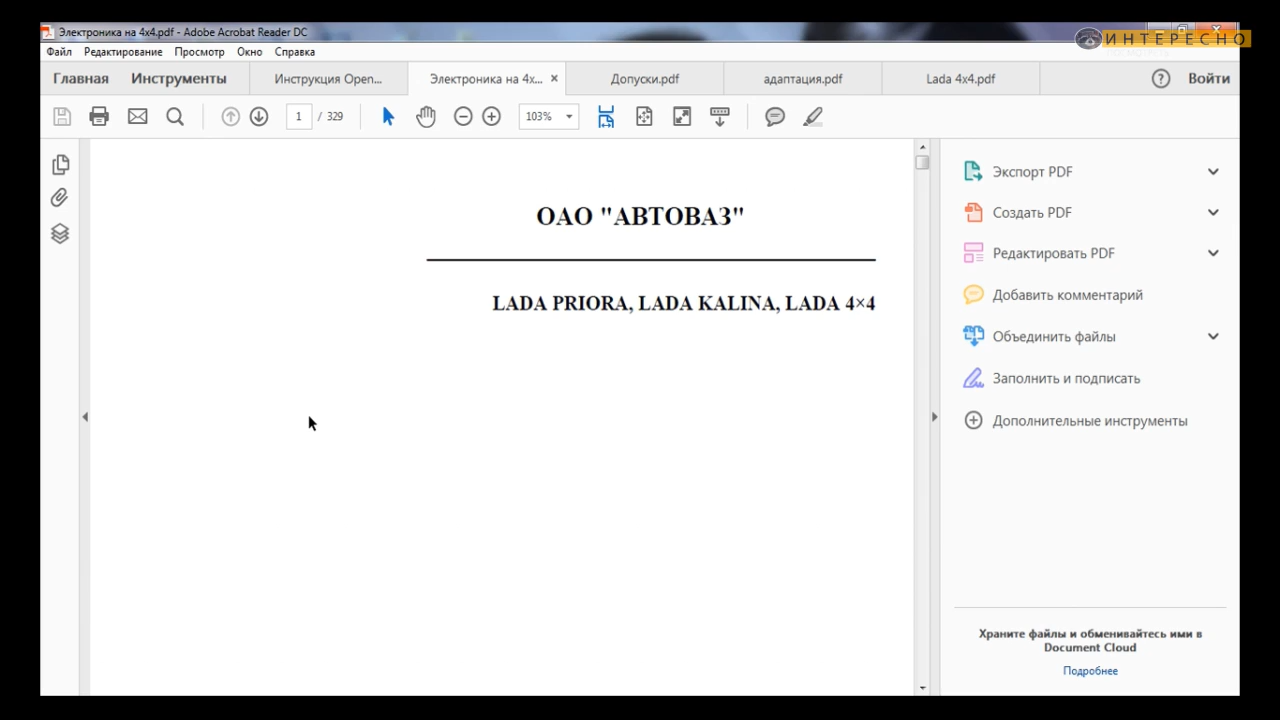 Электроника на 4x4.pdf - Adobe Acrobat Reader DC
ИНТЕРЕСНО
Файл Редактирование Просмотр Окно Справка
Главная Инструменты Инструкция Open... Электроника на 4x... × Допуски.pdf адаптация.pdf Lada 4x4.pdf ? Войти
1 / 329 103%
ОАО "АВТОВАЗ"
LADA PRIORA, LADA KALINA, LADA 4×4
Экспорт PDF
Создать PDF
Редактировать PDF
Добавить комментарий
Объединить файлы
Заполнить и подписать
Дополнительные инструменты
Храните файлы и обменивайтесь ими в
Document Cloud
Подробнее